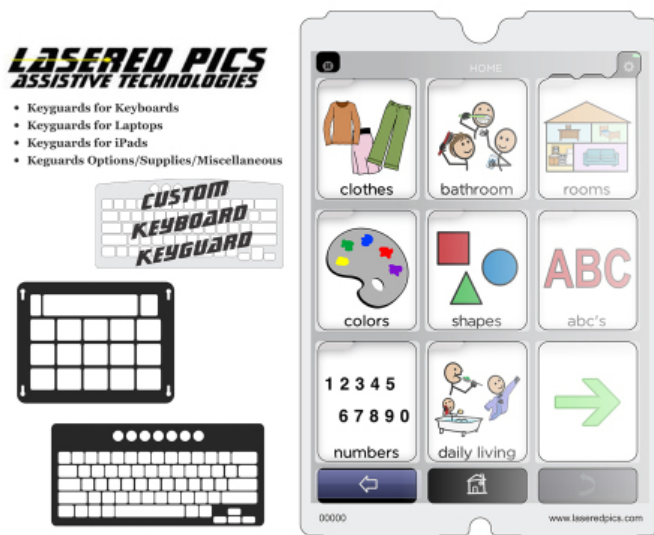 LASERED PICS
ASSISTIVE TECHNOLOGIES
• Keyguards for Keyboards
• Keyguards for Laptops
• Keyguards for iPads
• Keguards Options/Supplies/Miscellaneous
CUSTOM
KEYBOARD
KEYGUARD
HOME
clothes
bathroom
rooms
colors
shapes
ABC
abc's
1 2 3 4 5
6 7 8 9 0
numbers
daily living
00000
www.laseredpics.com